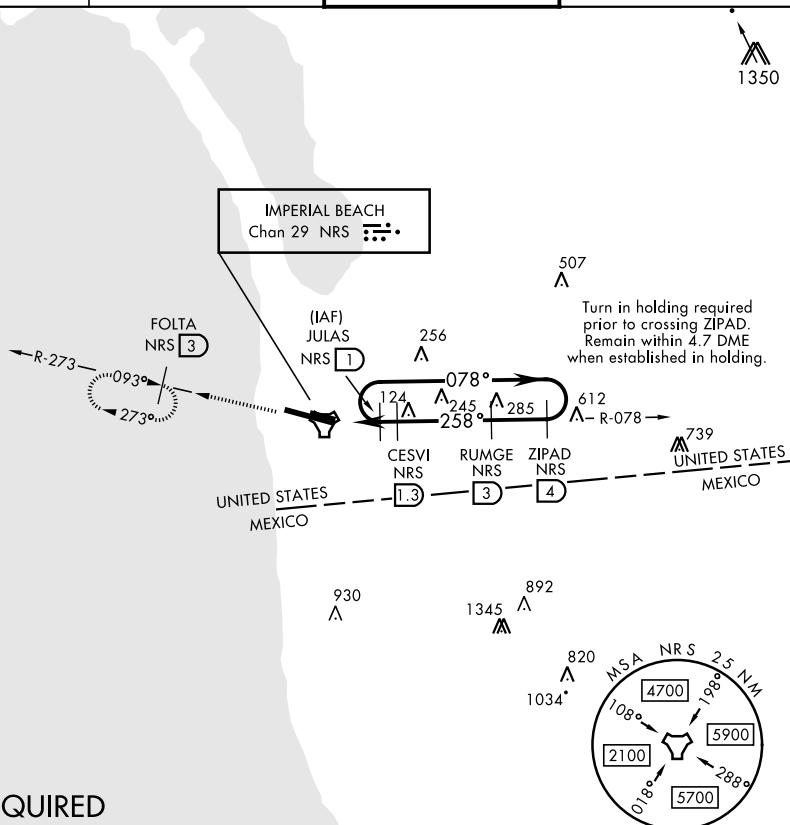 1350
IMPERIAL BEACH
Chan 29 NRS
507
Turn in holding required
prior to crossing ZIPAD.
Remain within 4.7 DME
when established in holding.
FOLTA
NRS 3
(IAF)
JULAS
NRS 1
256
R-273
093°
273°
078°
124
245
285
258°
612
R-078
739
CESVI
NRS
1.3
RUMGE
NRS
3
ZIPAD
NRS
4
UNITED STATES
MEXICO
UNITED STATES
MEXICO
930
892
1345
820
1034
MSA NRS 25 NM
4700
198°
108°
5900
2100
288°
018°
5700
QUIRED